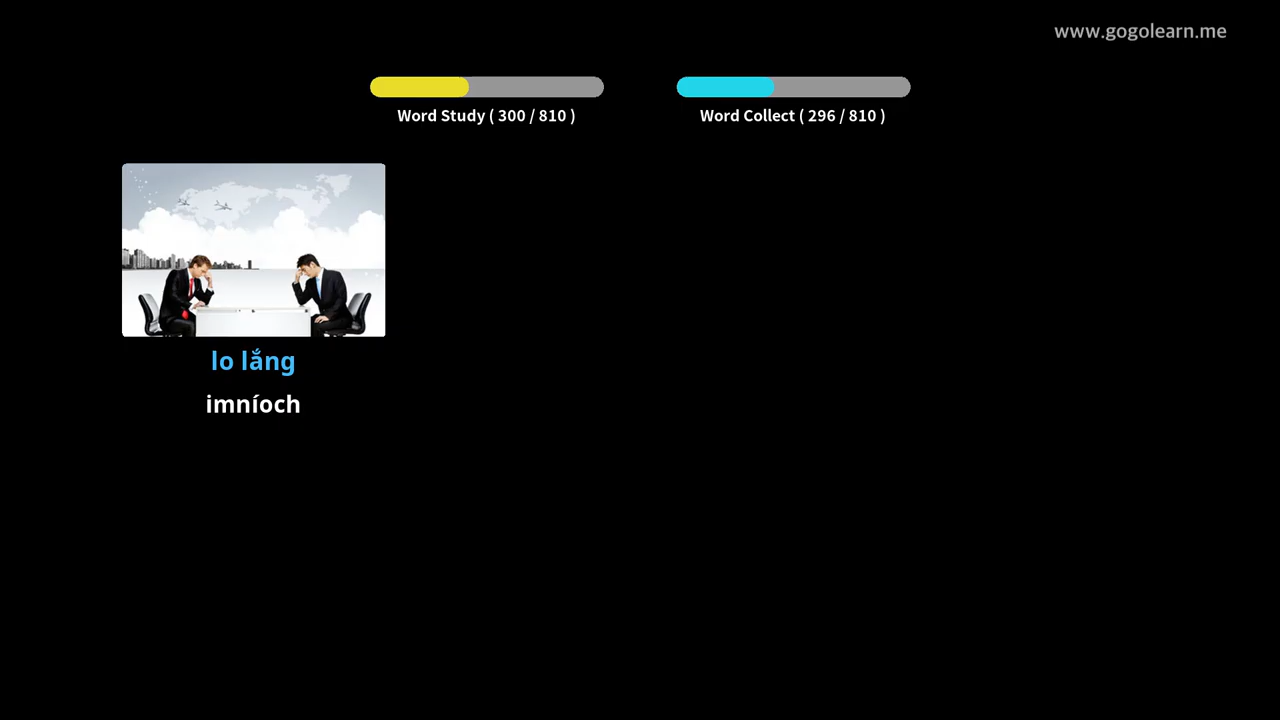 www.gogolearn.me
Word Study ( 300 / 810 )
Word Collect ( 296 / 810 )
lo lắng
imníoch